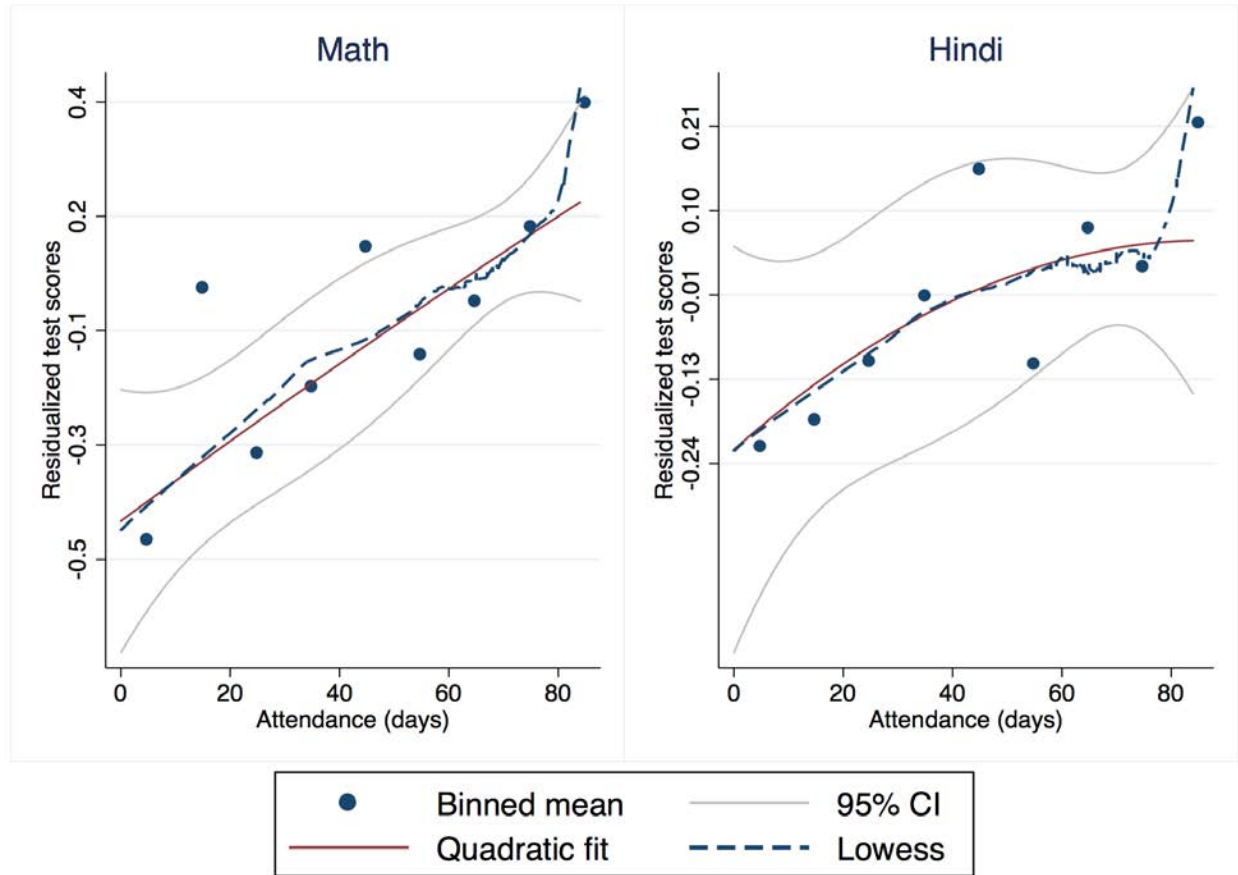 Math
Residualized test scores
0.4
0.2
-0.1
-0.3
-0.5
0 20 40 60 80
Attendance (days)
Hindi
Residualized test scores
0.21
0.10
-0.01
-0.13
-0.24
0 20 40 60 80
Attendance (days)
Binned mean 95% CI
Quadratic fit Lowess